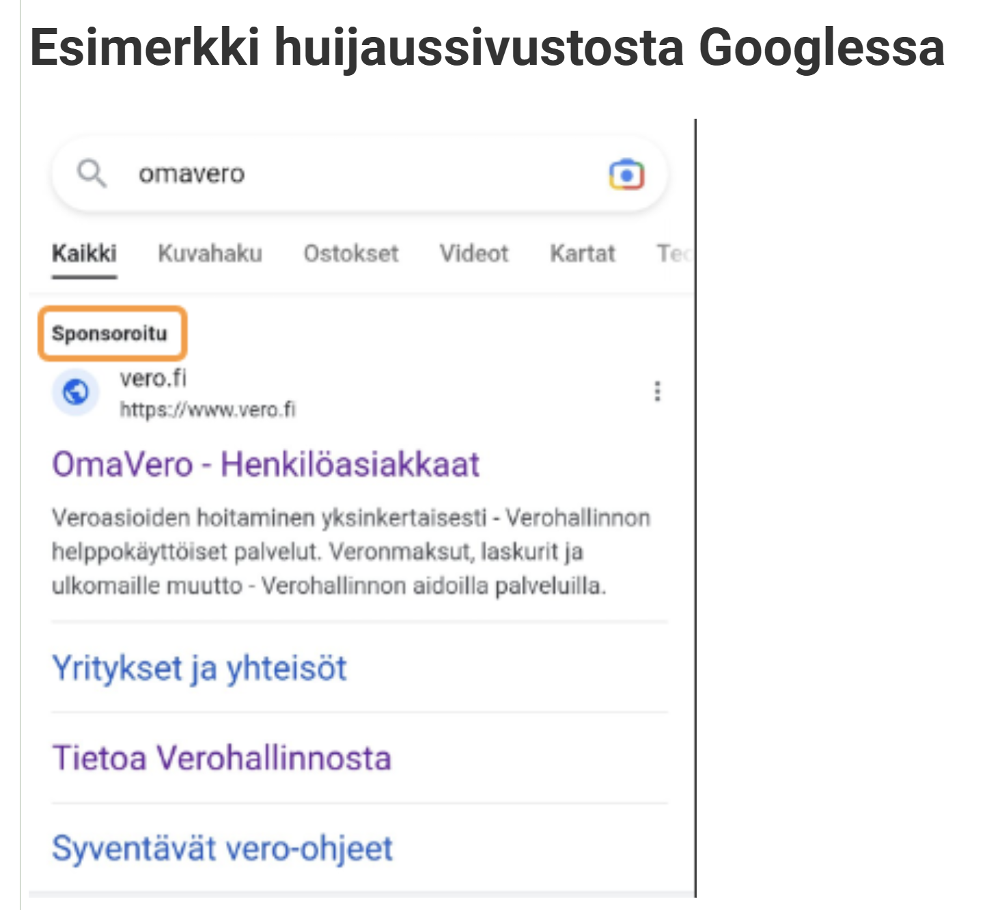 Esimerkki huijaussivustosta Googlessa
omavero
Kaikki Kuvahaku Ostokset Videot Kartat
Sponsoroitu
vero.fi
https://www.vero.fi
OmaVero - Henkilöasiakkaat
Veroasioiden hoitaminen yksinkertaisesti - Verohallinnon
helppokäyttöiset palvelut. Veronmaksut, laskurit ja
ulkomaille muutto - Verohallinnon aidoilla palveluilla.
Yritykset ja yhteisöt
Tietoa Verohallinnosta
Syventävät vero-ohjeet